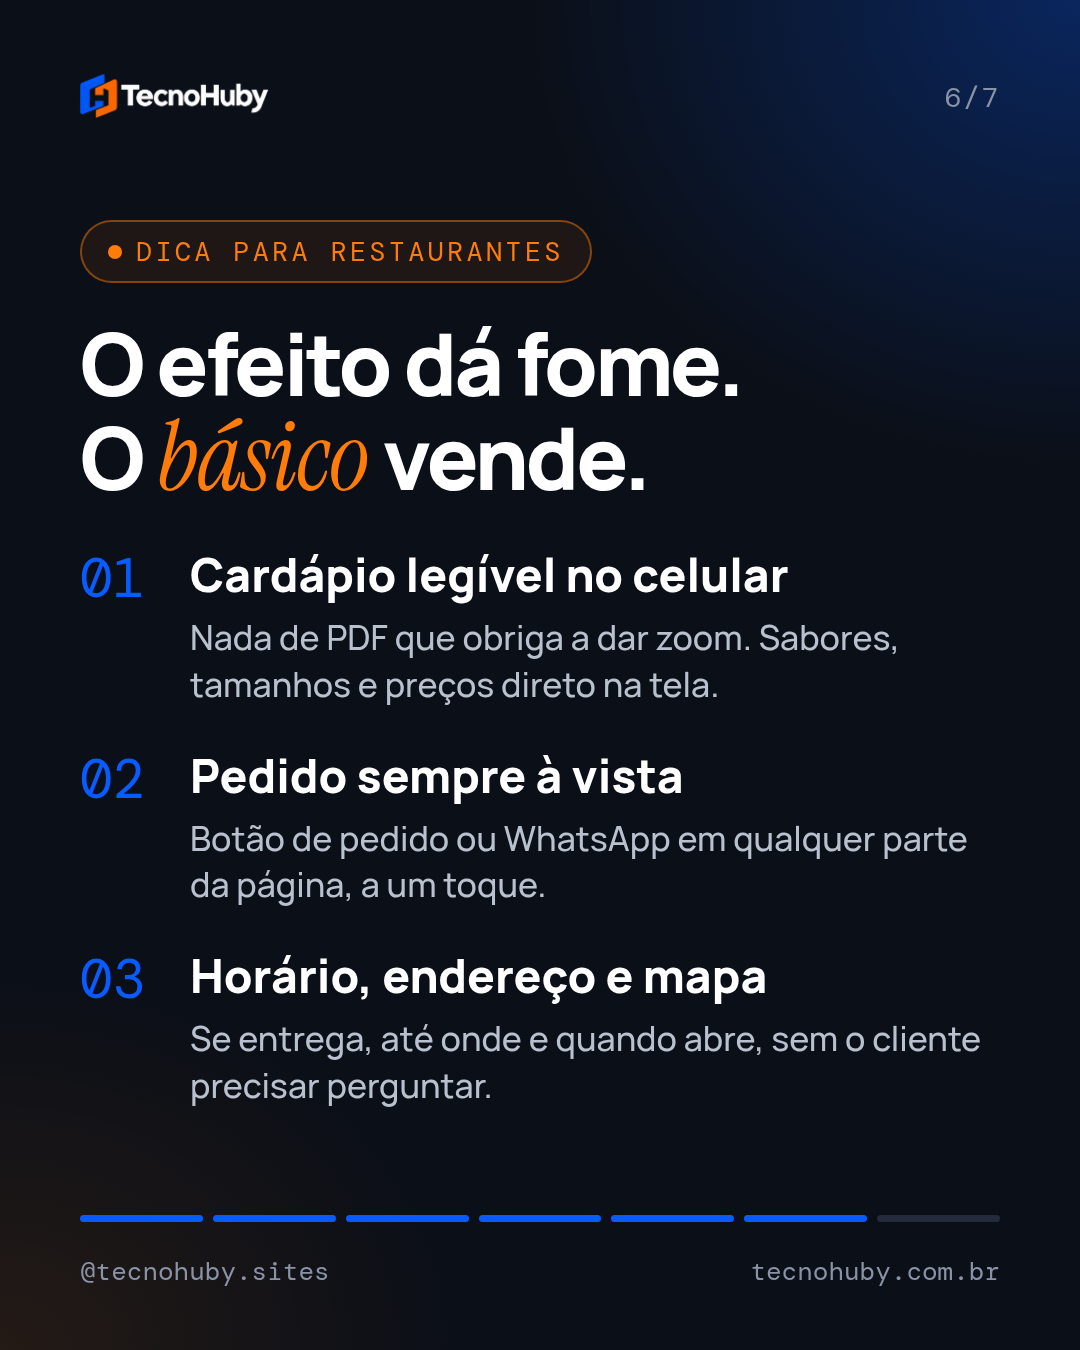 TecnoHuby
6/7
DICA PARA RESTAURANTES
O efeito dá fome.
O básico vende.
01
Cardápio legível no celular
Nada de PDF que obriga a dar zoom. Sabores,
tamanhos e preços direto na tela.
02
Pedido sempre à vista
Botão de pedido ou WhatsApp em qualquer parte
da página, a um toque.
03
Horário, endereço e mapa
Se entrega, até onde e quando abre, sem o cliente
precisar perguntar.
@tecnohuby.sites
tecnohuby.com.br